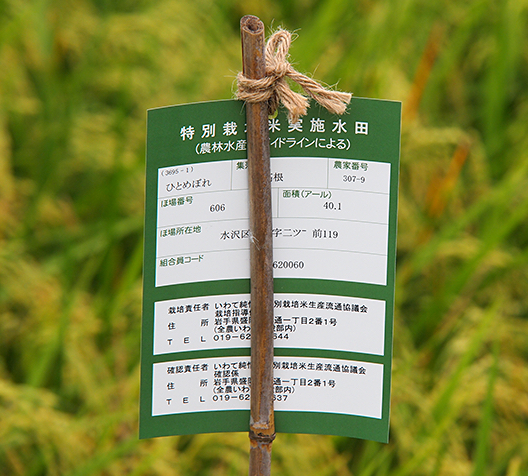 特別栽 米実施水田
(農林水産 イドラインによる)
(3695-1) 集 農家番号
ひとめぼれ 根 307-9
ほ場番号 面積(アール)
606 40.1
ほ場所在地 水沢区 字二ツ 前119
組合員コード 620060
栽培責任者 いわて純 別栽培米生産流通協議会
栽培指導
住 所 岩手県盛 通一丁目2番1号
(全農いわ 部内)
TEL 019-62 644
確認責任者 いわて純 別栽培米生産流通協議会
確認係
住 所 岩手県盛 通一丁目2番1号
(全農いわ 部内)
TEL 019-62 637